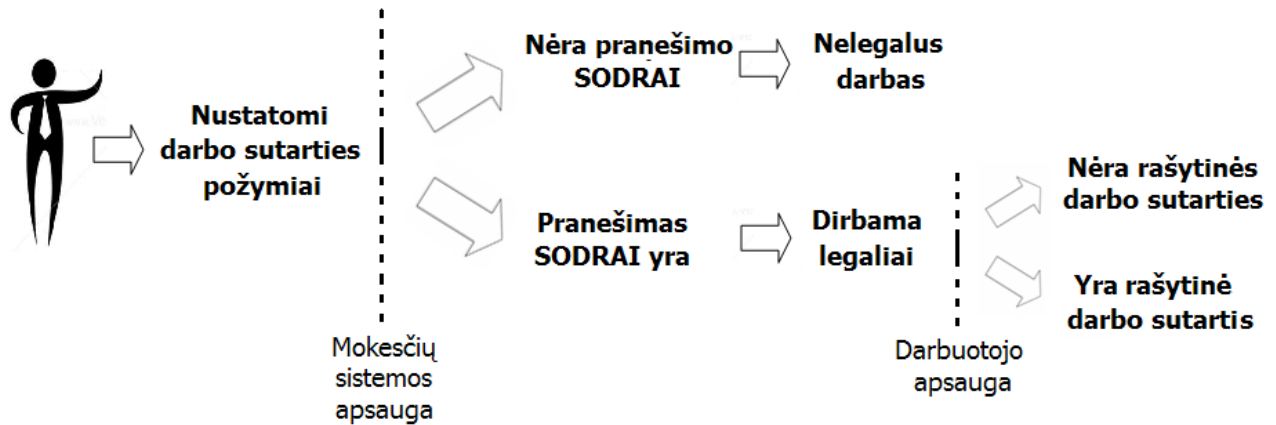 Nustatomi
darbo sutarties
požymiai
Mokesčių
sistemos
apsauga
Nėra pranešimo
SODRAI
Nelegalus
darbas
Pranešimas
SODRAI yra
Dirbama
legaliai
Darbuotojo
apsauga
Nėra rašytinės
darbo sutarties
Yra rašytinė
darbo sutartis